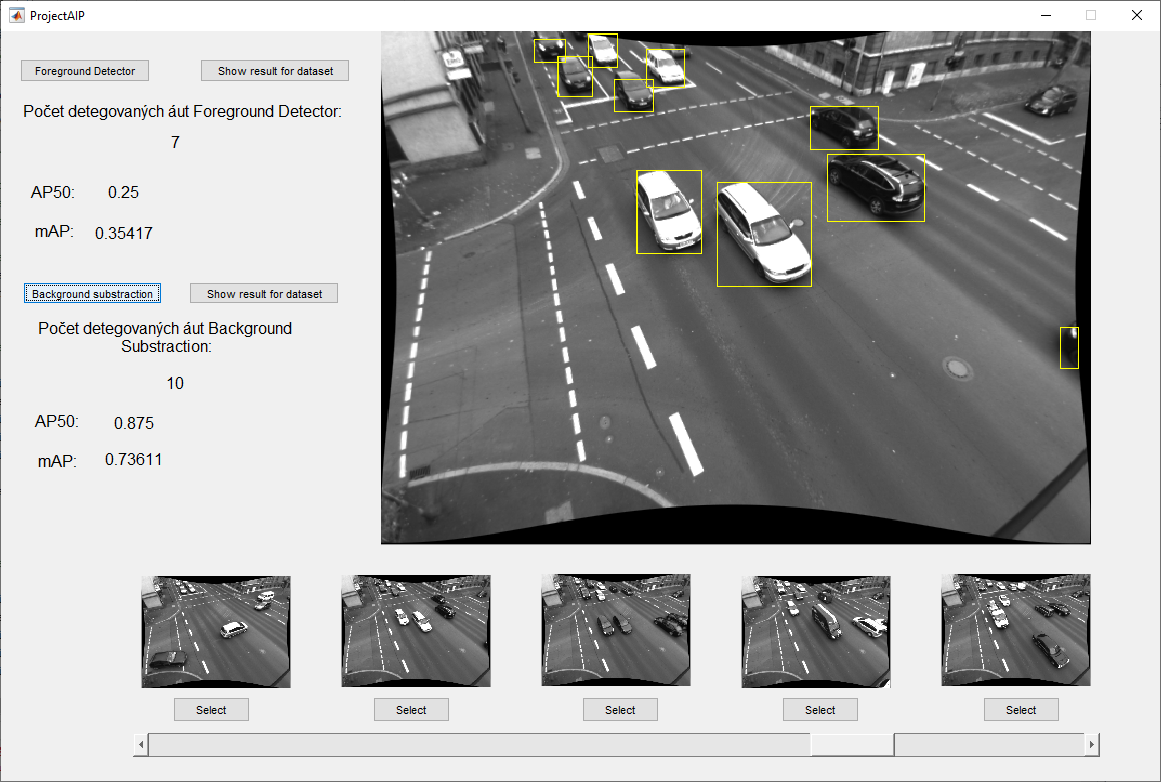 ProjectAIP
Foreground Detector
Show result for dataset
Počet detegovaných áut Foreground Detector:
7
AP50: 0.25
mAP: 0.35417
Background substraction
Show result for dataset
Počet detegovaných áut Background
Substraction:
10
AP50: 0.875
mAP: 0.73611
Select
Select
Select
Select
Select